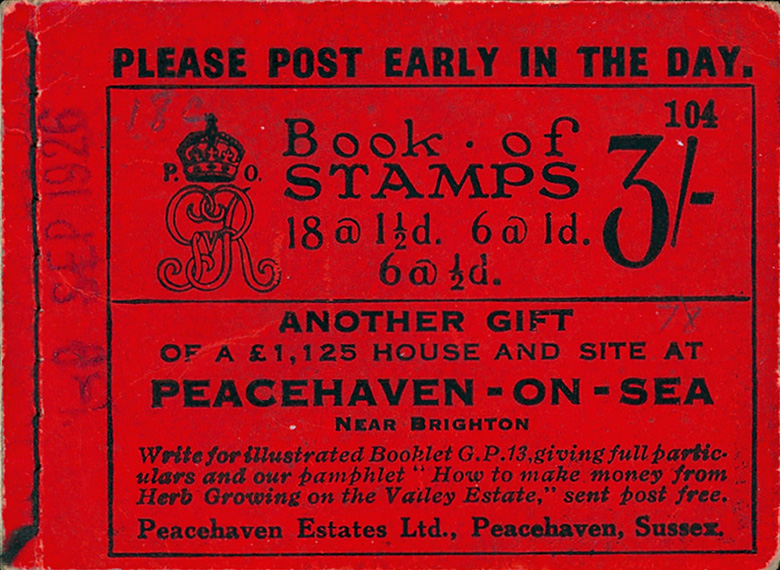 PLEASE POST EARLY IN THE DAY.
104
P. O.
GRV
Book · of
STAMPS
3/-
18 @ 1½d. 6 @ 1d.
6 @ ½d.
ANOTHER GIFT
OF A £1,125 HOUSE AND SITE AT
PEACEHAVEN-ON-SEA
NEAR BRIGHTON
Write for illustrated Booklet G.P.13, giving full partic-
ulars and our pamphlet "How to make money from
Herb Growing on the Valley Estate," sent post free.
Peacehaven Estates Ltd., Peacehaven, Sussex.
SEP 1926